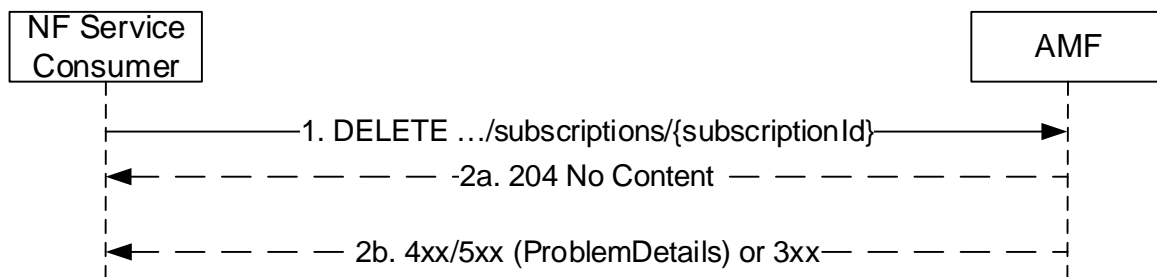 NF Service
Consumer
AMF
1. DELETE …/subscriptions/{subscriptionId}
2a. 204 No Content
2b. 4xx/5xx (ProblemDetails) or 3xx